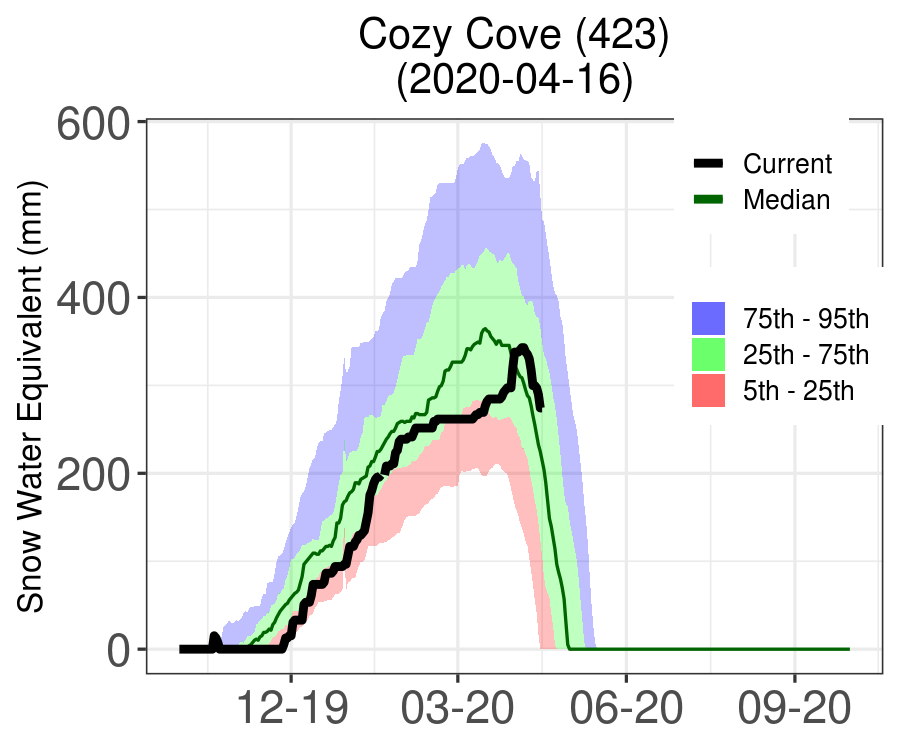 Cozy Cove (423)
(2020-04-16)
Snow Water Equivalent (mm)
600
400
200
0
12-19
03-20
06-20
09-20
Current
Median
75th - 95th
25th - 75th
5th - 25th